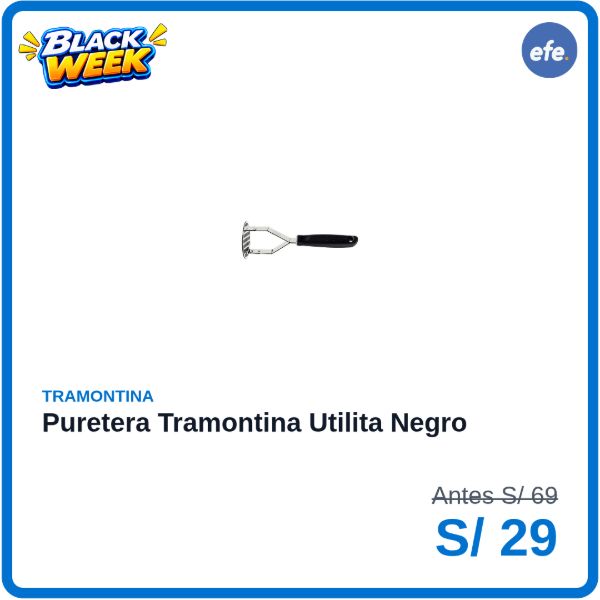 BLACK
WEEK
efe.
TRAMONTINA
Puretera Tramontina Utilita Negro
Antes S/ 69
S/ 29